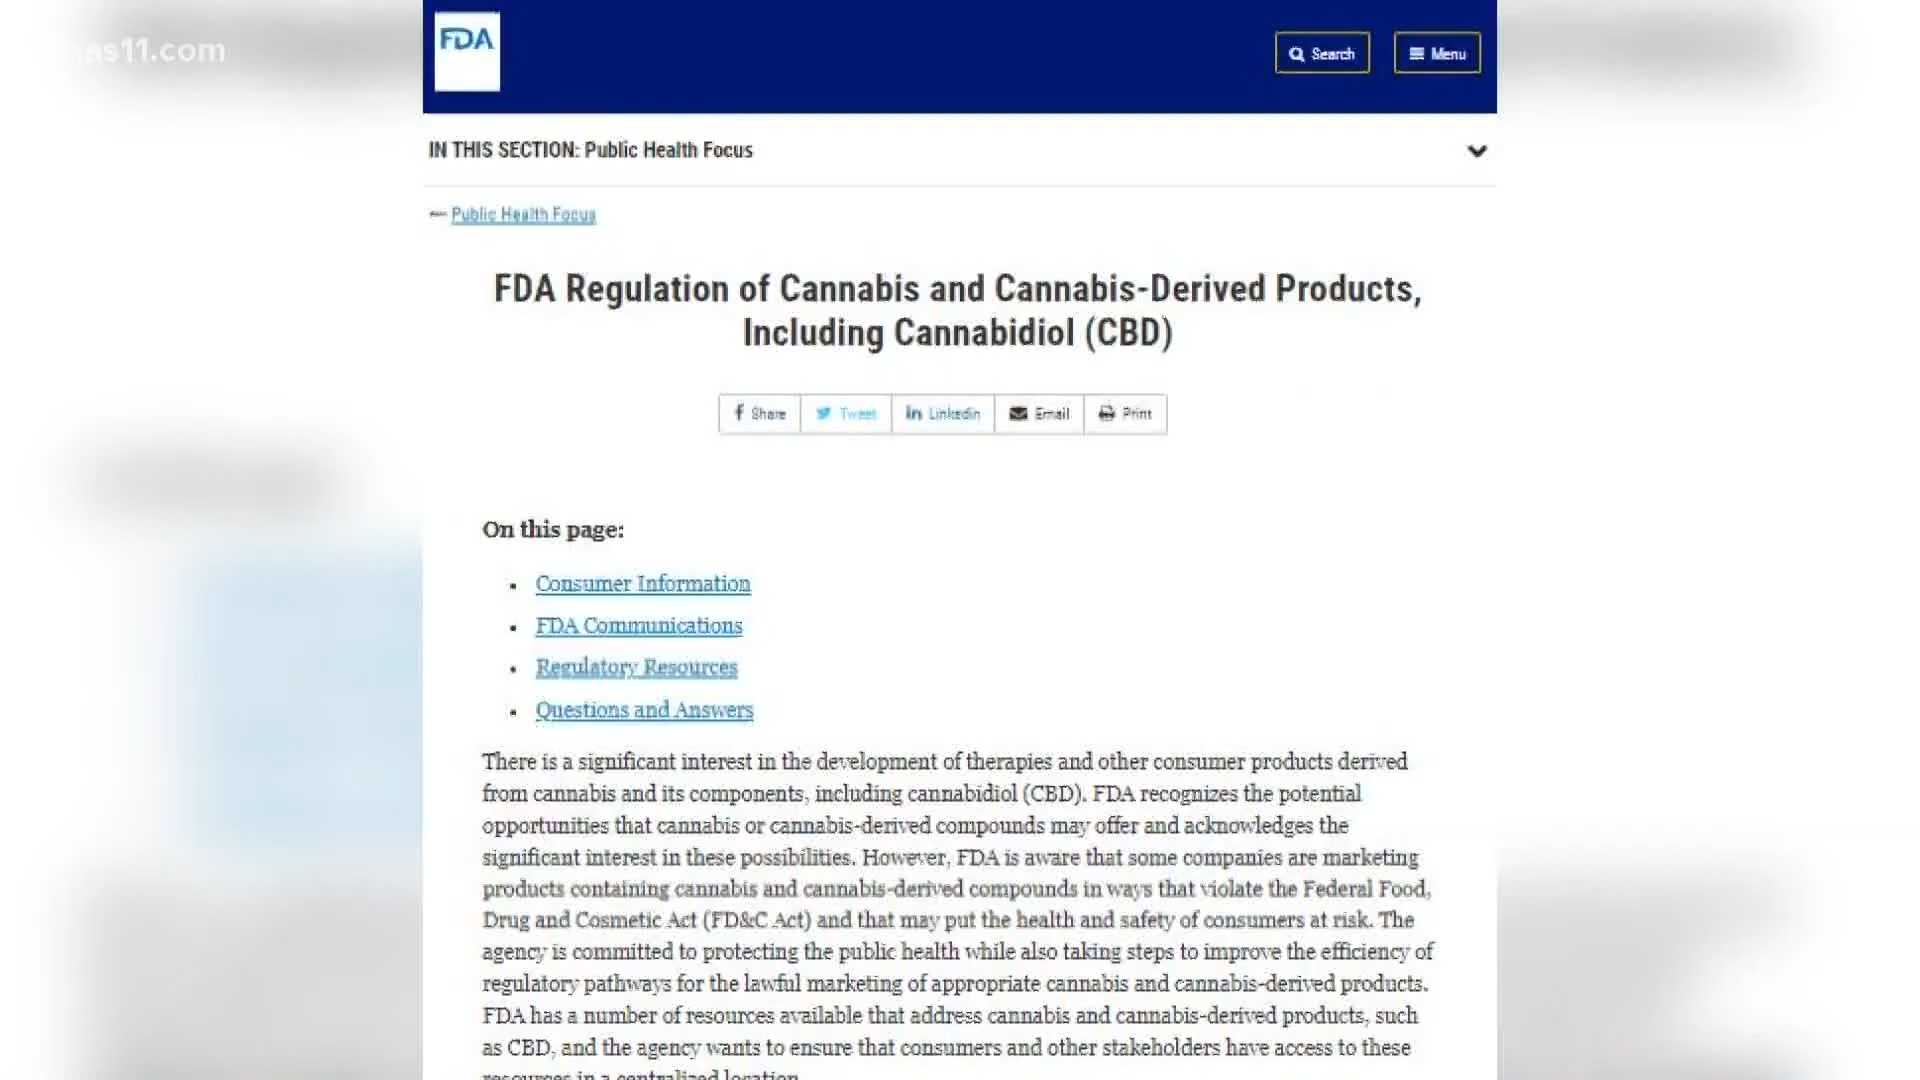 11.com
FDA
Search
Menu
IN THIS SECTION: Public Health Focus
Public Health Focus
FDA Regulation of Cannabis and Cannabis-Derived Products,
Including Cannabidiol (CBD)
Share
Tweet
Linkedin
Email
Print
On this page:
Consumer Information
FDA Communications
Regulatory Resources
Questions and Answers
There is a significant interest in the development of therapies and other consumer products derived
from cannabis and its components, including cannabidiol (CBD). FDA recognizes the potential
opportunities that cannabis or cannabis-derived compounds may offer and acknowledges the
significant interest in these possibilities. However, FDA is aware that some companies are marketing
products containing cannabis and cannabis-derived compounds in ways that violate the Federal Food,
Drug and Cosmetic Act (FD&C Act) and that may put the health and safety of consumers at risk. The
agency is committed to protecting the public health while also taking steps to improve the efficiency of
regulatory pathways for the lawful marketing of appropriate cannabis and cannabis-derived products.
FDA has a number of resources available that address cannabis and cannabis-derived products, such
as CBD, and the agency wants to ensure that consumers and other stakeholders have access to these
resources in a centralized location.